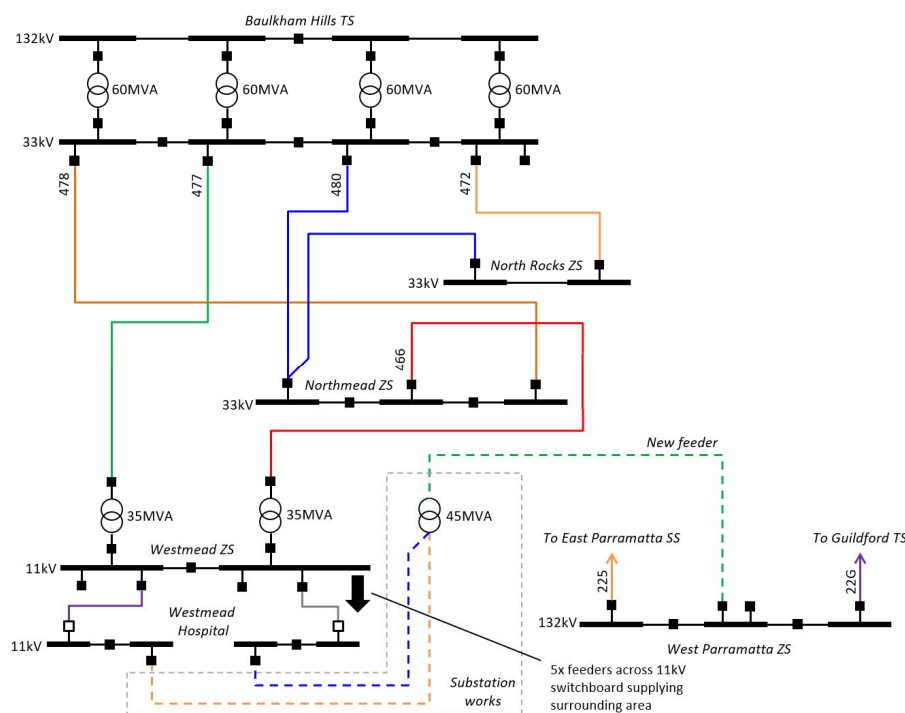 Baulkham Hills TS
132kV
60MVA
60MVA
60MVA
60MVA
33kV
478
477
480
472
North Rocks ZS
33kV
466
Northmead ZS
33kV
New feeder
35MVA
35MVA
45MVA
Westmead ZS
To East Parramatta SS
To Guildford TS
11kV
225
22G
Westmead
Hospital
132kV
11kV
West Parramatta ZS
5x feeders across 11kV
switchboard supplying
surrounding area
Substation
works